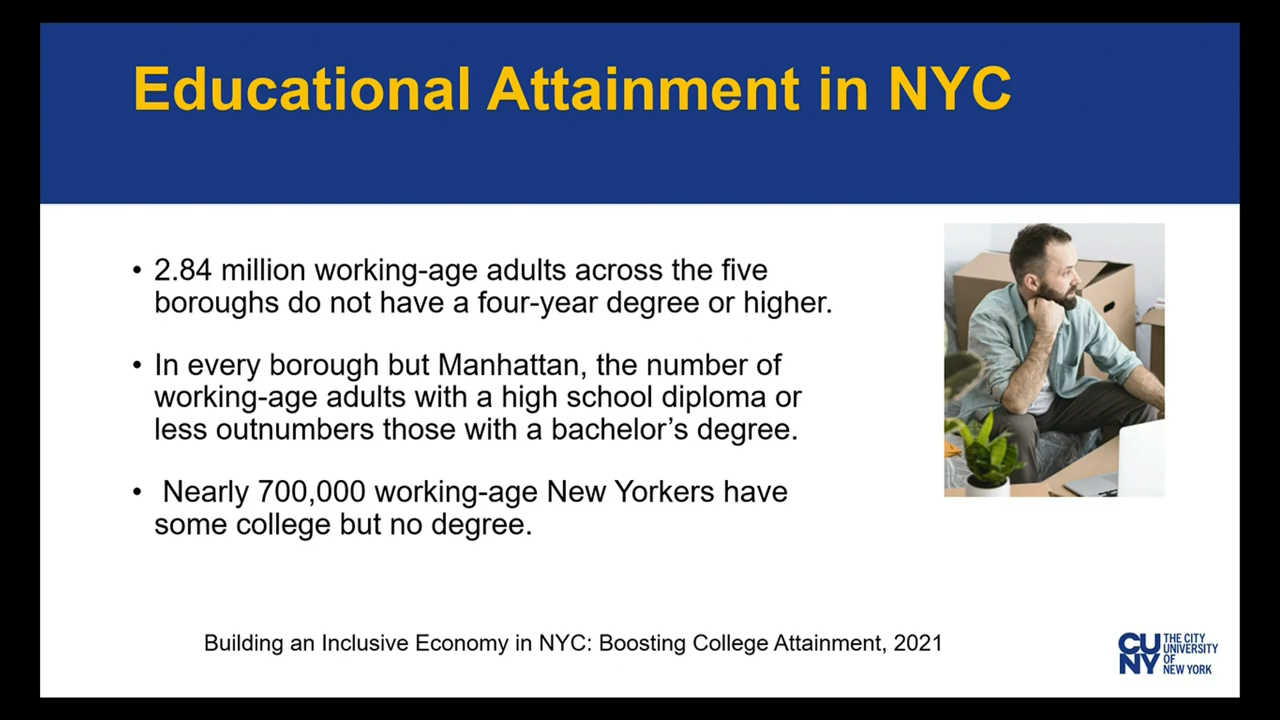 Educational Attainment in NYC
• 2.84 million working-age adults across the five
boroughs do not have a four-year degree or higher.
• In every borough but Manhattan, the number of
working-age adults with a high school diploma or
less outnumbers those with a bachelor’s degree.
• Nearly 700,000 working-age New Yorkers have
some college but no degree.
Building an Inclusive Economy in NYC: Boosting College Attainment, 2021
CU
NY
THE CITY
UNIVERSITY
OF
NEW YORK